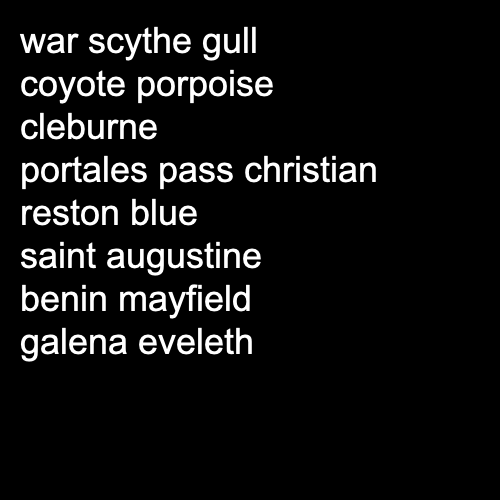 war scythe gull
coyote porpoise
cleburne
portales pass christian
reston blue
saint augustine
benin mayfield
galena eveleth